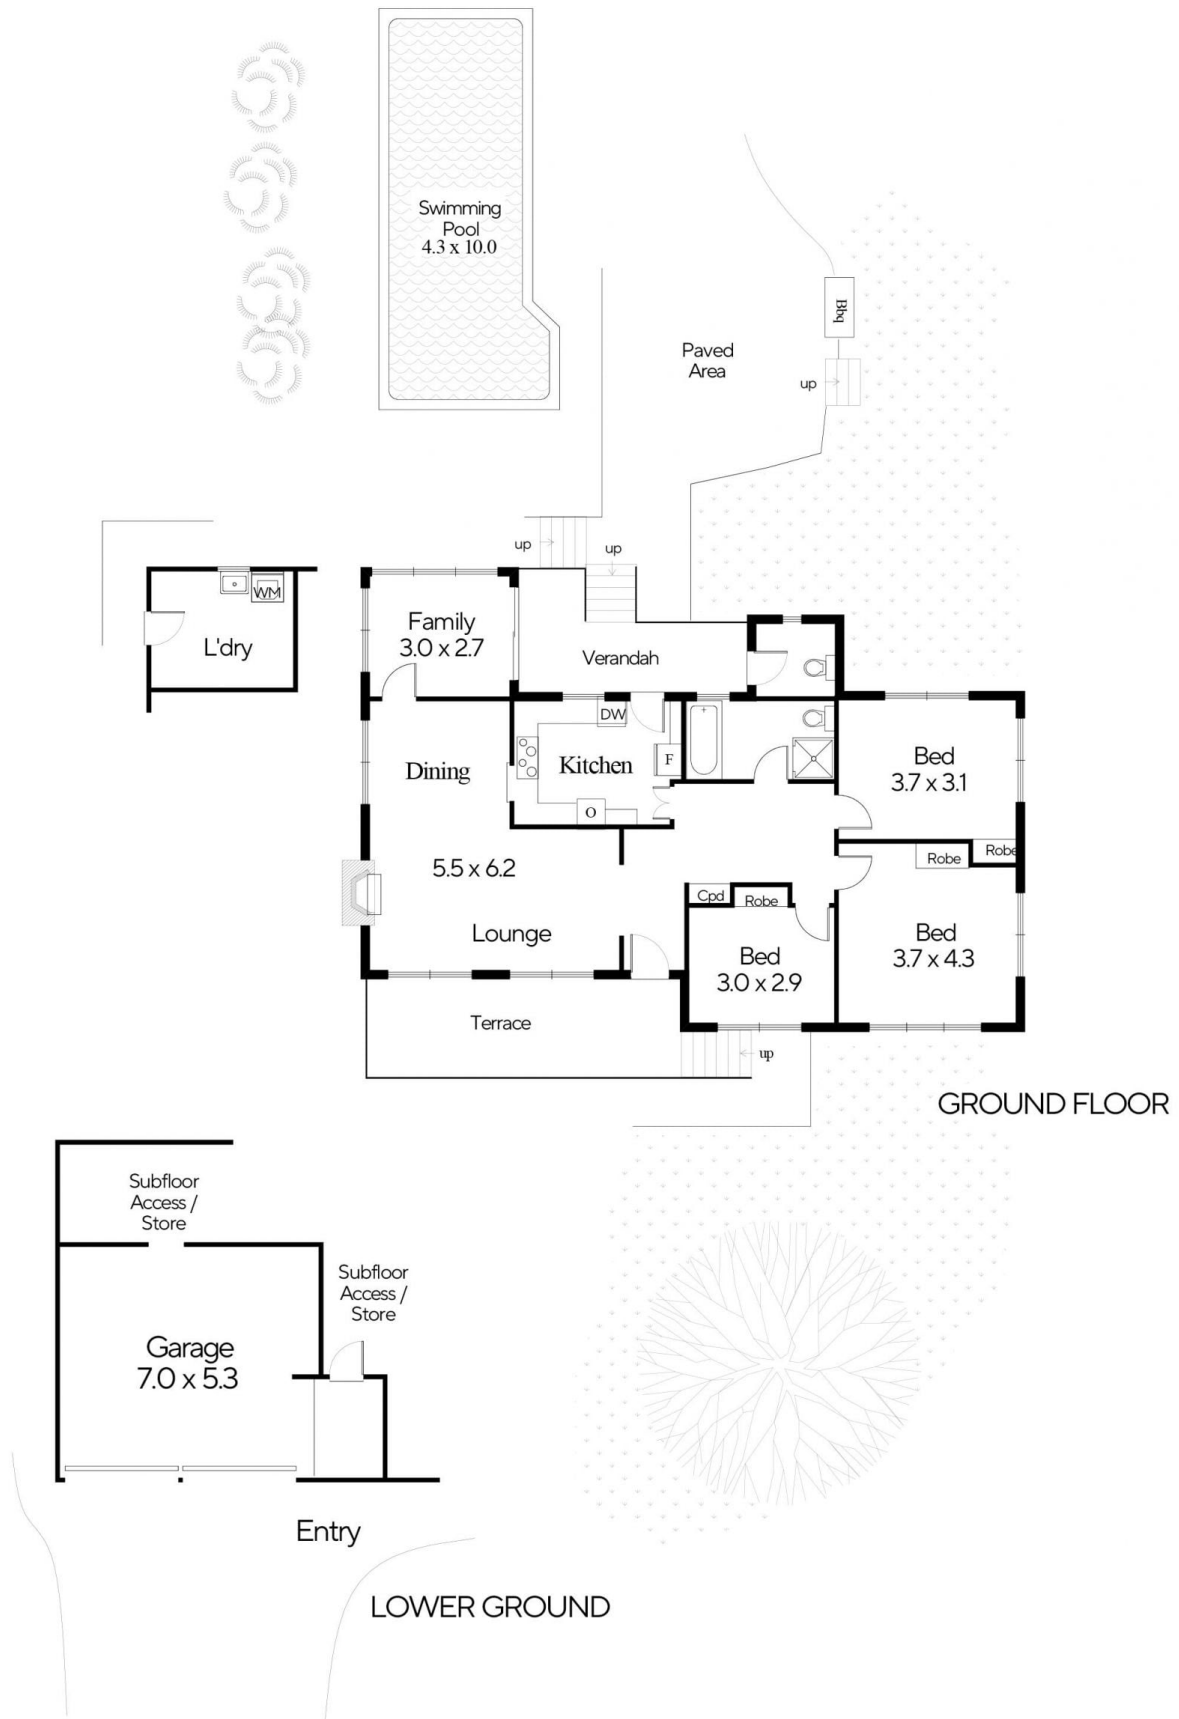 Swimming
Pool
4.3 x 10.0
Bbq
Paved
Area
up
up
up
WM
L'dry
Family
3.0 x 2.7
Verandah
DW
Dining
Kitchen
F
O
Bed
3.7 x 3.1
5.5 x 6.2
Robe
Robe
Cpd
Robe
Lounge
Bed
3.7 x 4.3
Bed
3.0 x 2.9
Terrace
up
GROUND FLOOR
Subfloor
Access /
Store
Subfloor
Access /
Store
Garage
7.0 x 5.3
Entry
LOWER GROUND